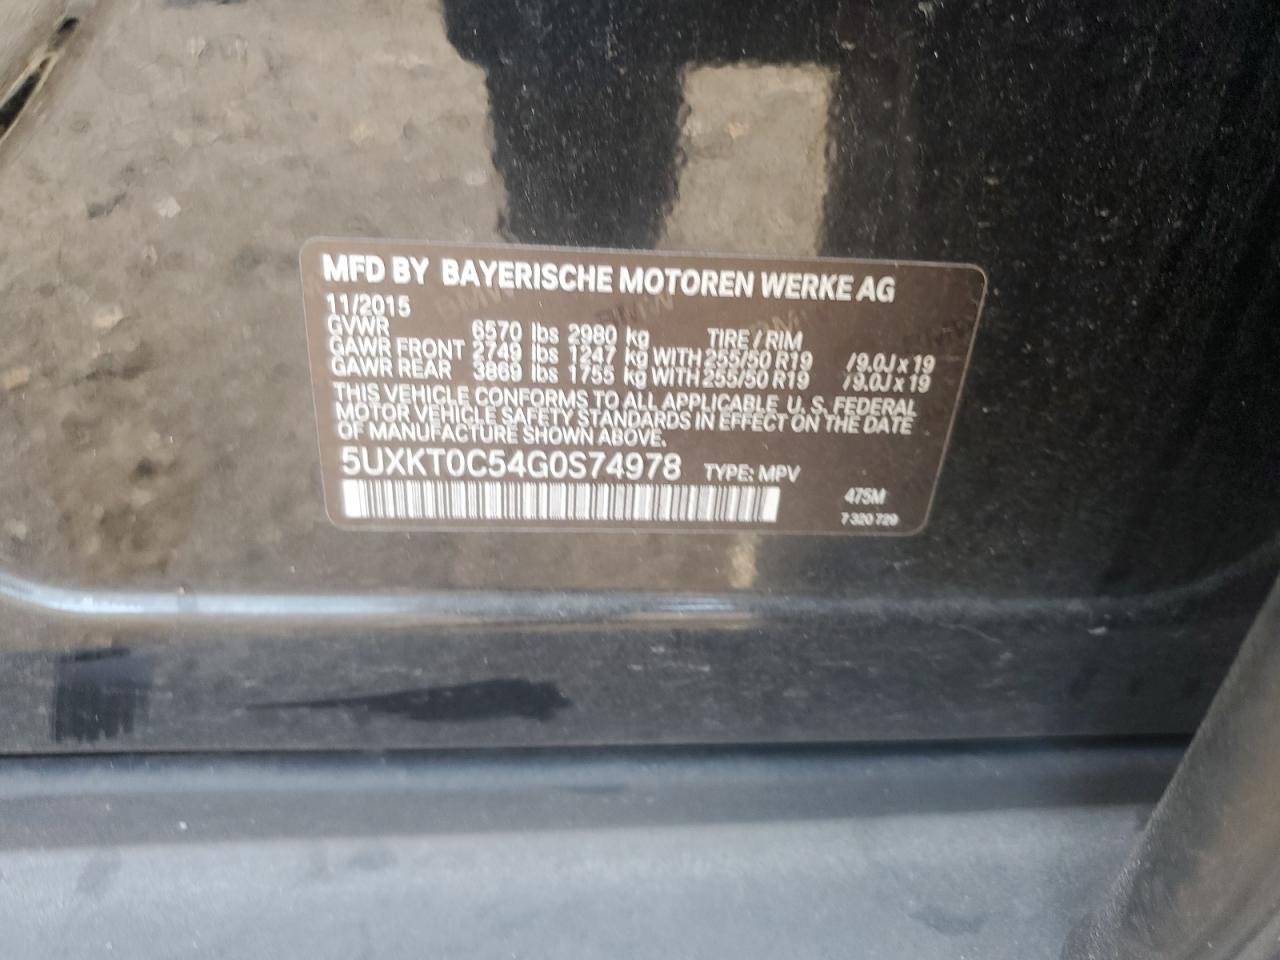 MFD BY BAYERISCHE MOTOREN WERKE AG
11/2015
GVWR 6570 lbs 2980 kg TIRE / RIM
GAWR FRONT 2749 lbs 1247 kg WITH 255/50 R19 /9.0J x 19
GAWR REAR 3869 lbs 1755 kg WITH 255/50 R19 /9.0J x 19
THIS VEHICLE CONFORMS TO ALL APPLICABLE U. S. FEDERAL
MOTOR VEHICLE SAFETY STANDARDS IN EFFECT ON THE DATE
OF MANUFACTURE SHOWN ABOVE.
5UXKT0C54G0S74978 TYPE: MPV
475M
7 320 729